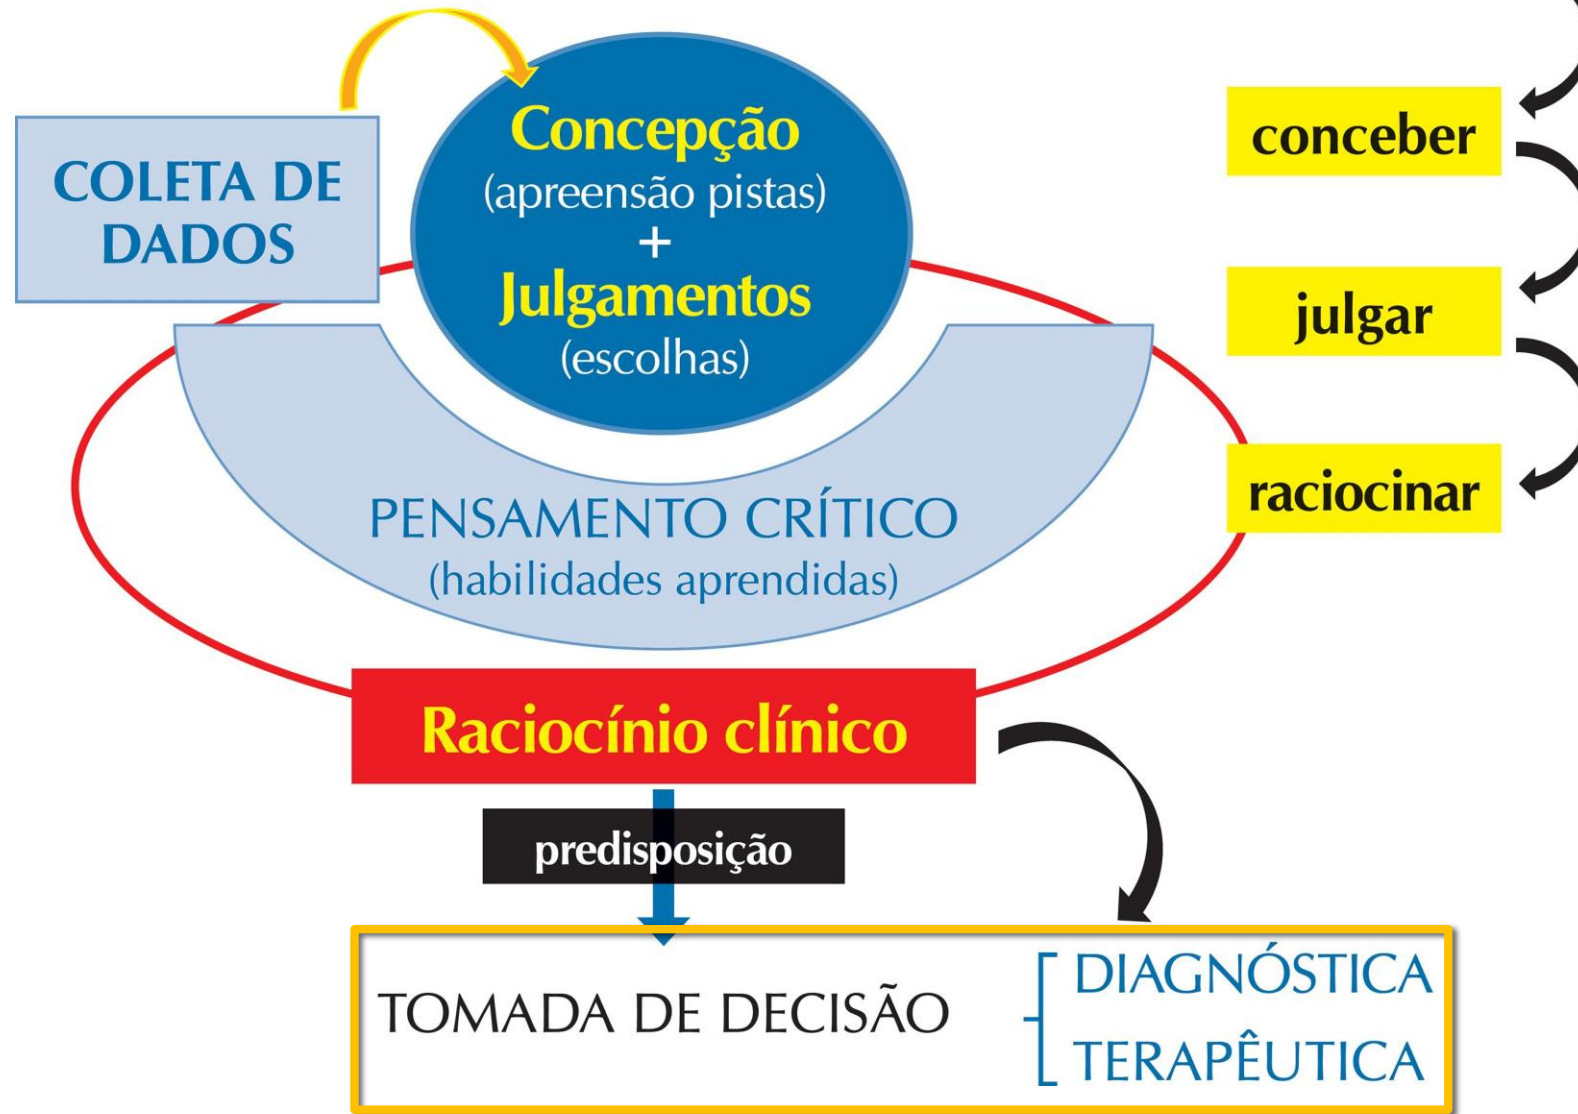 COLETA DE
DADOS
Concepção
(apreensão pistas)
+
Julgamentos
(escolhas)
PENSAMENTO CRÍTICO
(habilidades aprendidas)
Raciocínio clínico
predisposição
TOMADA DE DECISÃO
DIAGNÓSTICA
TERAPÊUTICA
conceber
julgar
raciocinar